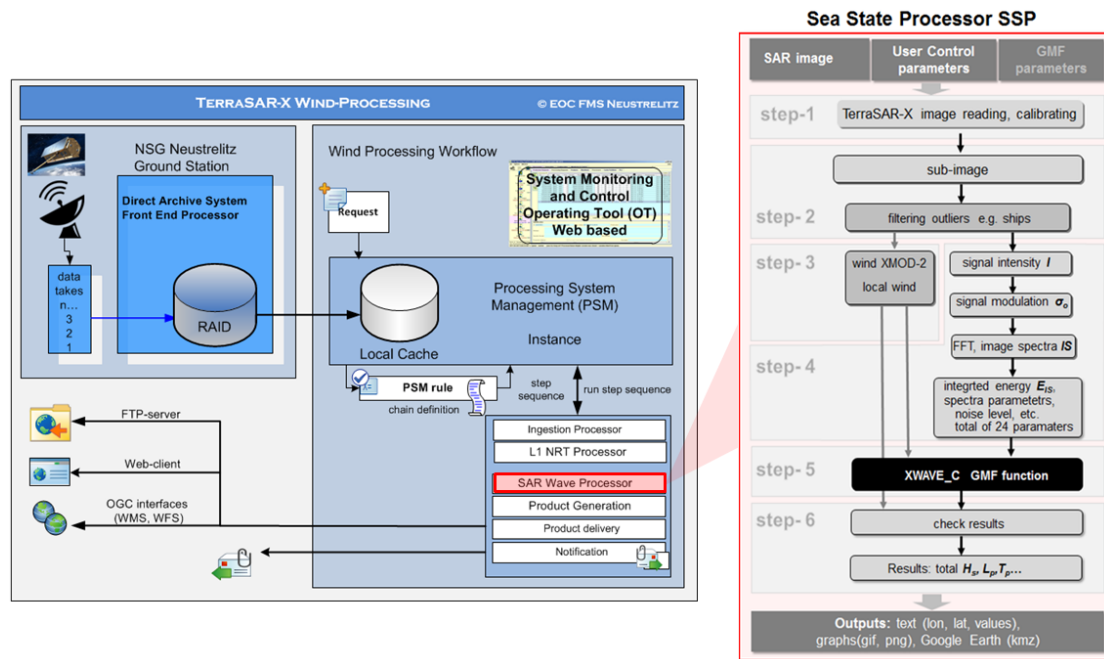 Sea State Processor SSP
TERRASAR-X WIND-PROCESSING
© EOC FMS NEUSTRELITZ
NSG Neustrelitz
Ground Station
Direct Archive System
Front End Processor
data
takes
n...
3
2
1
RAID
Wind Processing Workflow
Request
System Monitoring
and Control
Operating Tool (OT)
Web based
Local Cache
Processing System
Management (PSM)
Instance
PSM rule
chain definition
step
sequence
run step sequence
Ingestion Processor
L1 NRT Processor
SAR Wave Processor
Product Generation
Product delivery
Notification
FTP-server
Web-client
OGC interfaces
(WMS, WFS)
SAR image
User Control
parameters
GMF
parameters
step-1
TerraSAR-X image reading, calibrating
sub-image
step- 2
filtering outliers e.g. ships
step- 3
wind XMOD-2
local wind
signal intensity I
signal modulation σo
FFT, image spectra IS
step- 4
integrted energy EIS,
spectra parametetrs,
noise level, etc.
total of 24 paramaters
step- 5
XWAVE_C GMF function
step- 6
check results
Results: total Hs, Lp,Tp...
Outputs: text (lon, lat, values),
graphs(gif, png), Google Earth (kmz)